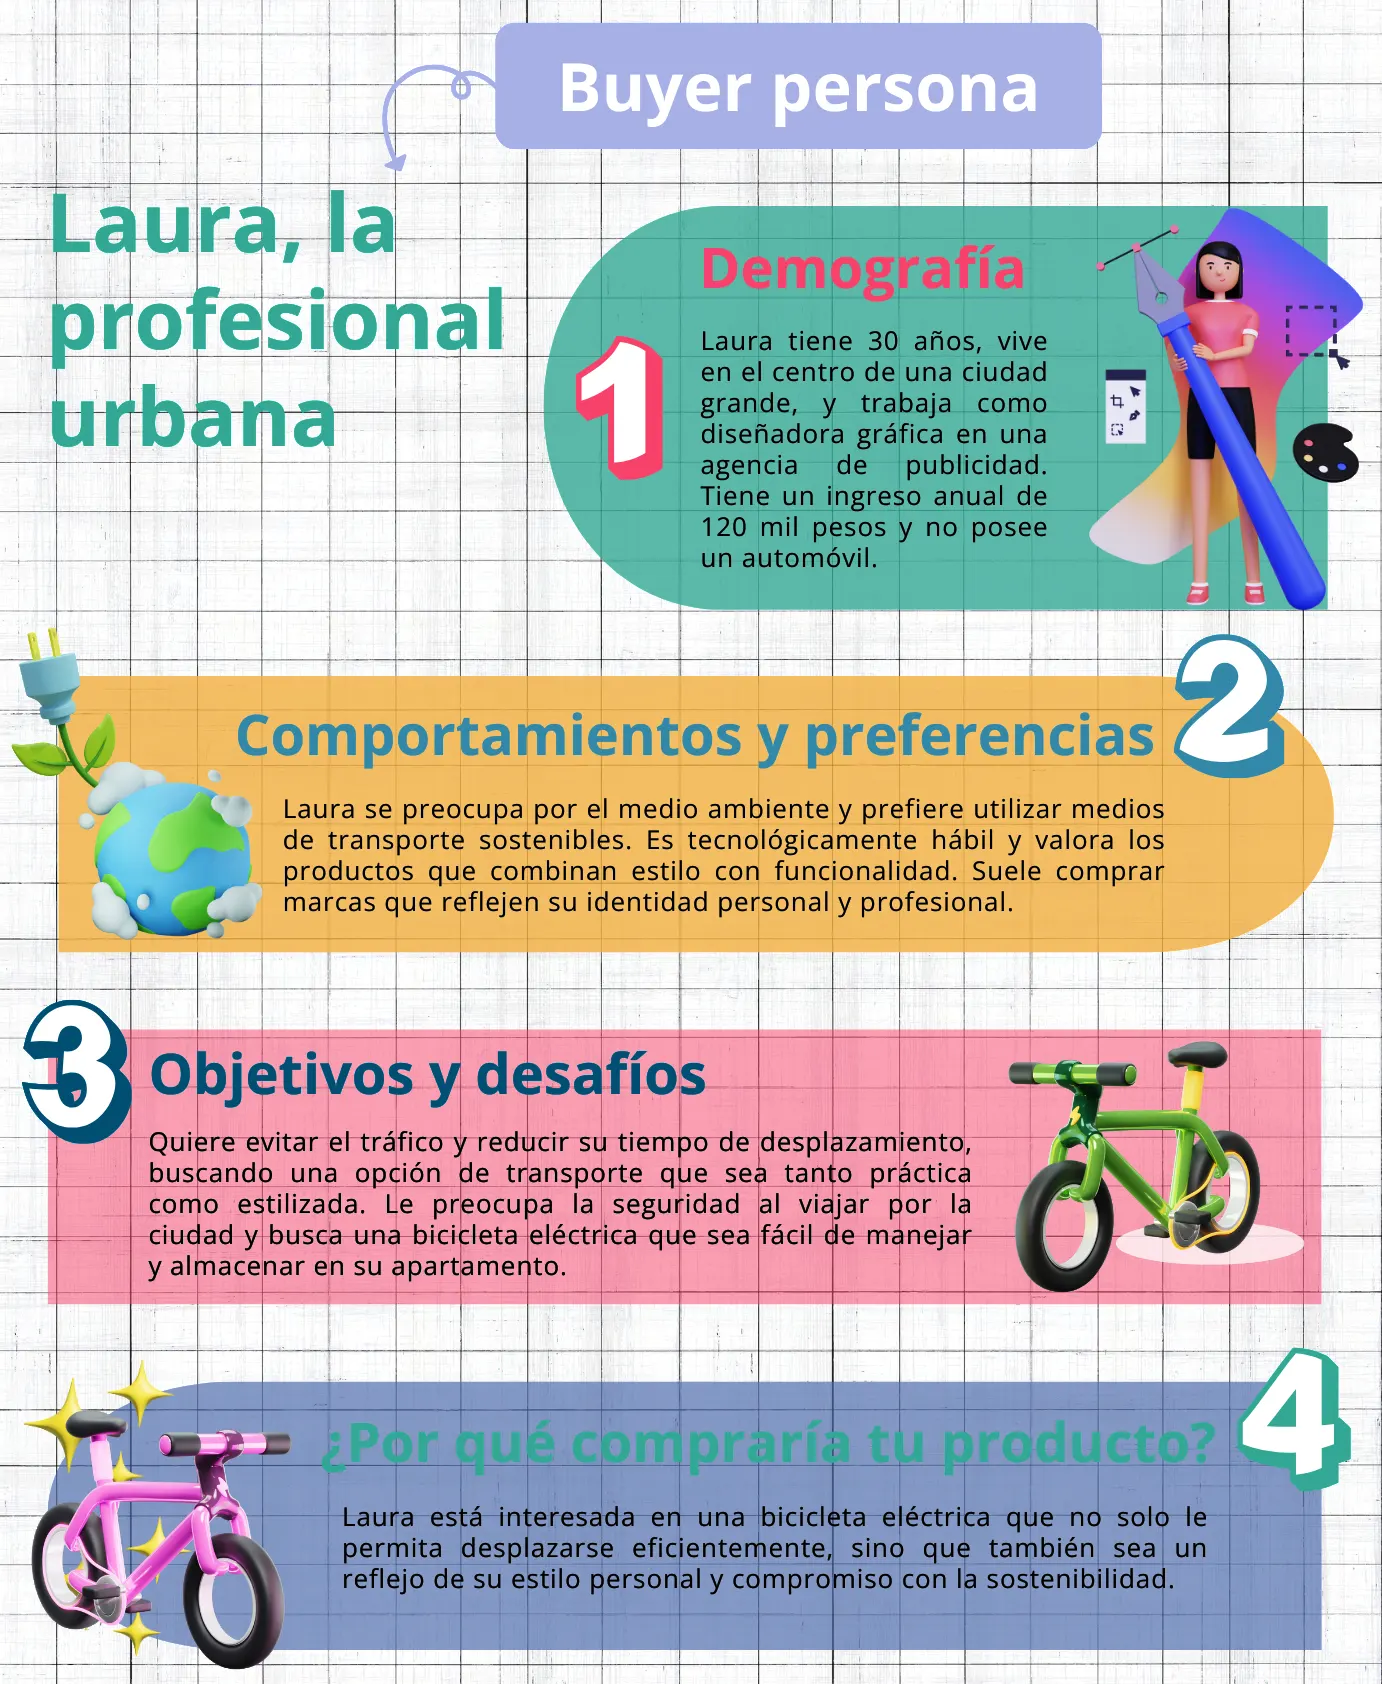 Buyer persona
Laura, la
profesional
urbana
1
Demografía
Laura tiene 30 años, vive
en el centro de una ciudad
grande, y trabaja como
diseñadora gráfica en una
agencia de publicidad.
Tiene un ingreso anual de
120 mil pesos y no posee
un automóvil.
2
Comportamientos y preferencias
Laura se preocupa por el medio ambiente y prefiere utilizar medios
de transporte sostenibles. Es tecnológicamente hábil y valora los
productos que combinan estilo con funcionalidad. Suele comprar
marcas que reflejen su identidad personal y profesional.
3
Objetivos y desafíos
Quiere evitar el tráfico y reducir su tiempo de desplazamiento,
buscando una opción de transporte que sea tanto práctica
como estilizada. Le preocupa la seguridad al viajar por la
ciudad y busca una bicicleta eléctrica que sea fácil de manejar
y almacenar en su apartamento.
4
¿Por qué compraría tu producto?
Laura está interesada en una bicicleta eléctrica que no solo le
permita desplazarse eficientemente, sino que también sea un
reflejo de su estilo personal y compromiso con la sostenibilidad.